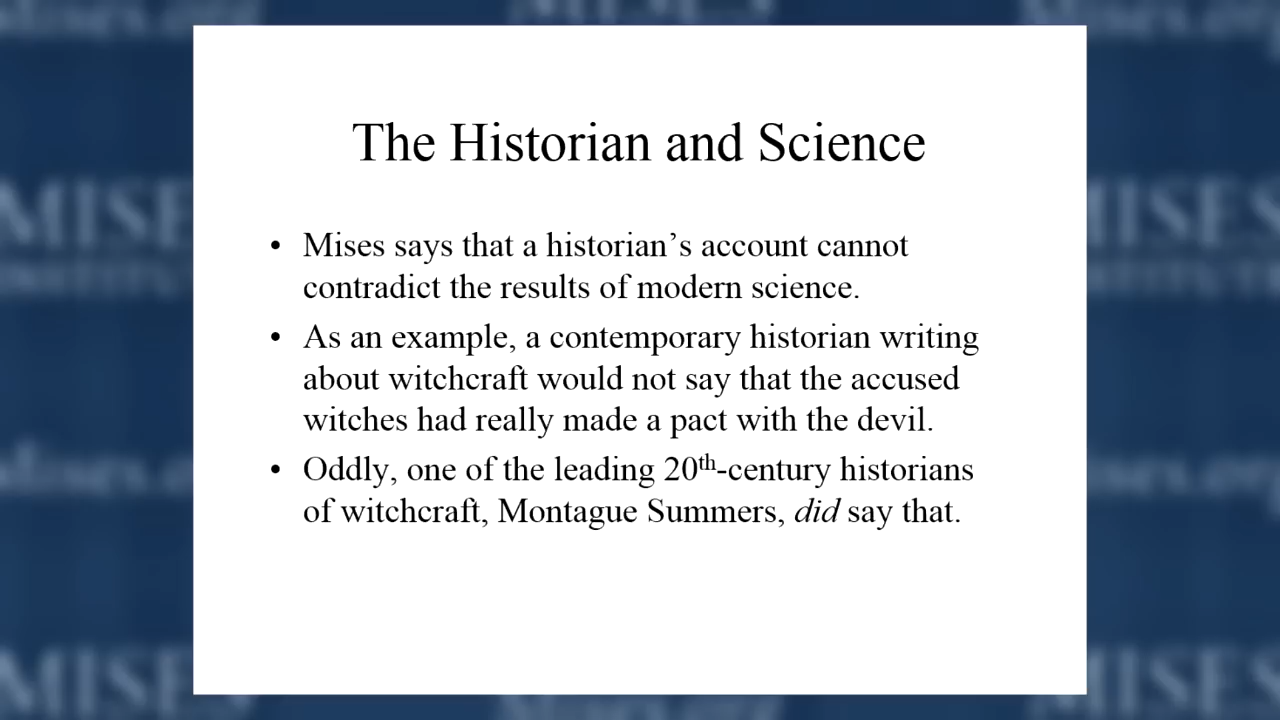 The Historian and Science
• Mises says that a historian’s account cannot
contradict the results of modern science.
• As an example, a contemporary historian writing
about witchcraft would not say that the accused
witches had really made a pact with the devil.
• Oddly, one of the leading 20th-century historians
of witchcraft, Montague Summers, did say that.